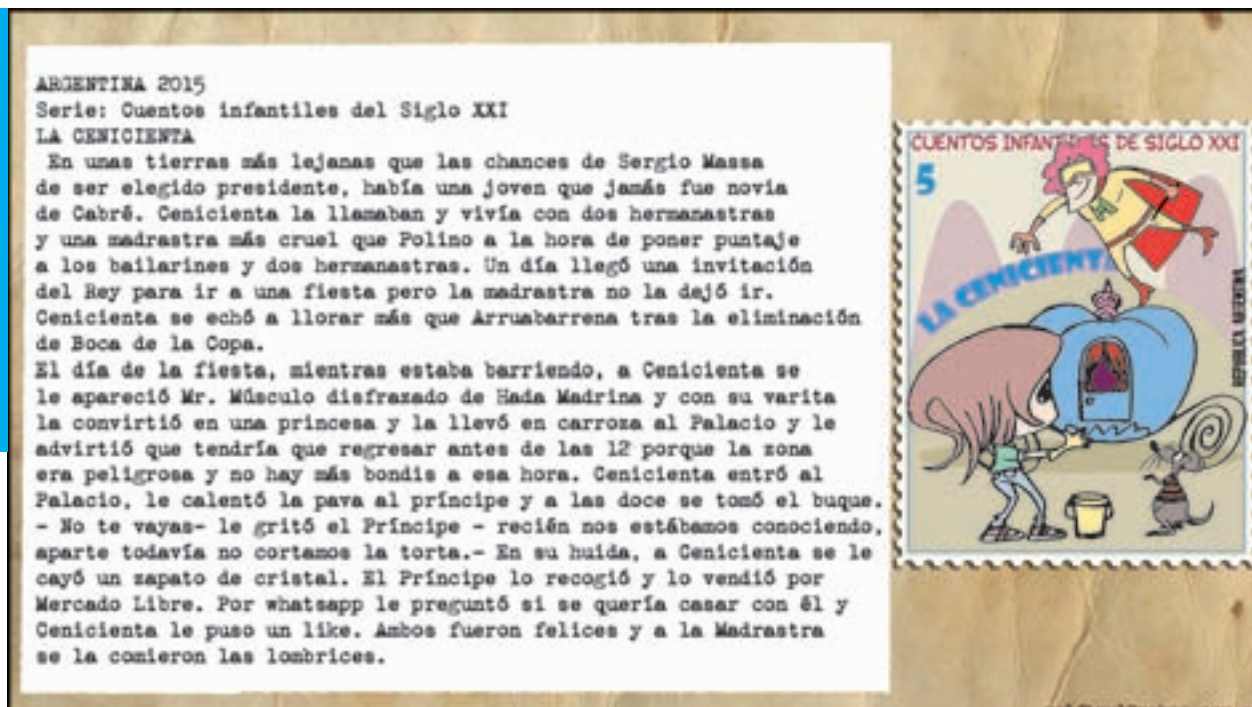 ARGENTINA 2015
Serie: Cuentos infantiles del Siglo XXI
LA CENICIENTA
En unas tierras más lejanas que las chances de Sergio Massa
de ser elegido presidente, había una joven que jamás fue novia
de Cabré. Cenicienta la llamaban y vivía con dos hermanastras
y una madrastra más cruel que Polino a la hora de poner puntaje
a los bailarines y dos hermanastras. Un día llegó una invitación
del Rey para ir a una fiesta pero la madrastra no la dejó ir.
Cenicienta se echó a llorar más que Arruabarrena tras la eliminación
de Boca de la Copa.
El día de la fiesta, mientras estaba barriendo, a Cenicienta se
le apareció Mr. Músculo disfrazado de Hada Madrina y con su varita
la convirtió en una princesa y la llevó en carroza al Palacio y le
advirtió que tendría que regresar antes de las 12 porque la zona
era peligrosa y no hay más bondis a esa hora. Cenicienta entró al
Palacio, le calentó la pava al príncipe y a las doce se tomó el buque.
- No te vayas- le gritó el Príncipe - recién nos estábamos conociendo,
aparte todavía no cortamos la torta.- En su huida, a Cenicienta se le
cayó un zapato de cristal. El Príncipe lo recogió y lo vendió por
Mercado Libre. Por whatsapp le preguntó si se quería casar con él y
Cenicienta le puso un like. Ambos fueron felices y a la Madrastra
se la comieron las lombrices.
CUENTOS INFANTILES DE SIGLO XXI
5
LA CENICIENTA
REPUBLICA ARGENTINA